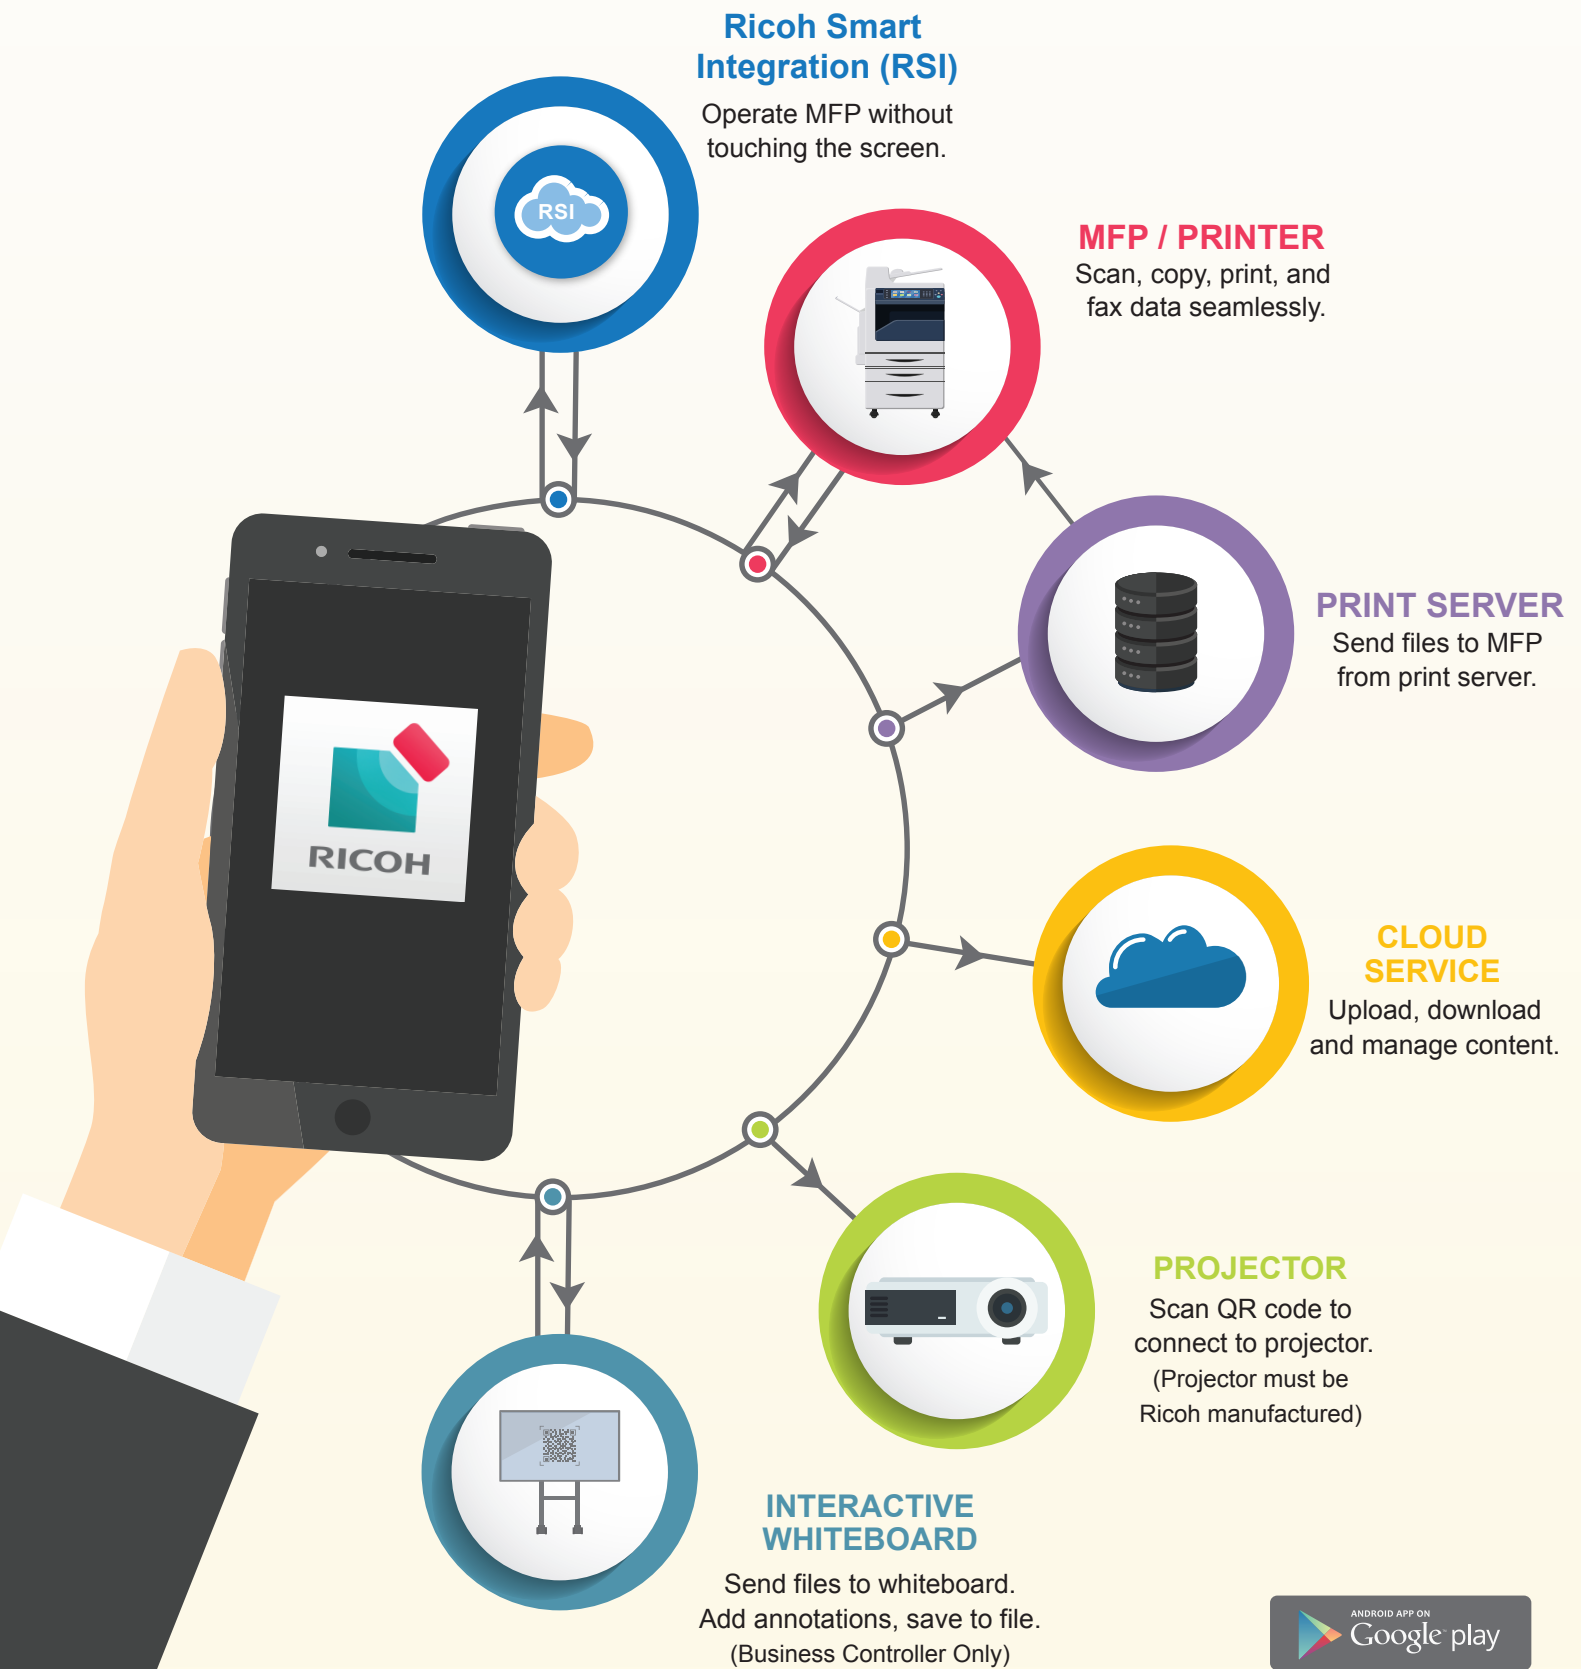 Ricoh Smart
Integration (RSI)
Operate MFP without
touching the screen.
RSI
MFP / PRINTER
Scan, copy, print, and
fax data seamlessly.
PRINT SERVER
Send files to MFP
from print server.
RICOH
CLOUD
SERVICE
Upload, download
and manage content.
PROJECTOR
Scan QR code to
connect to projector.
(Projector must be
Ricoh manufactured)
INTERACTIVE
WHITEBOARD
Send files to whiteboard.
Add annotations, save to file.
(Business Controller Only)
ANDROID APP ON
Google play